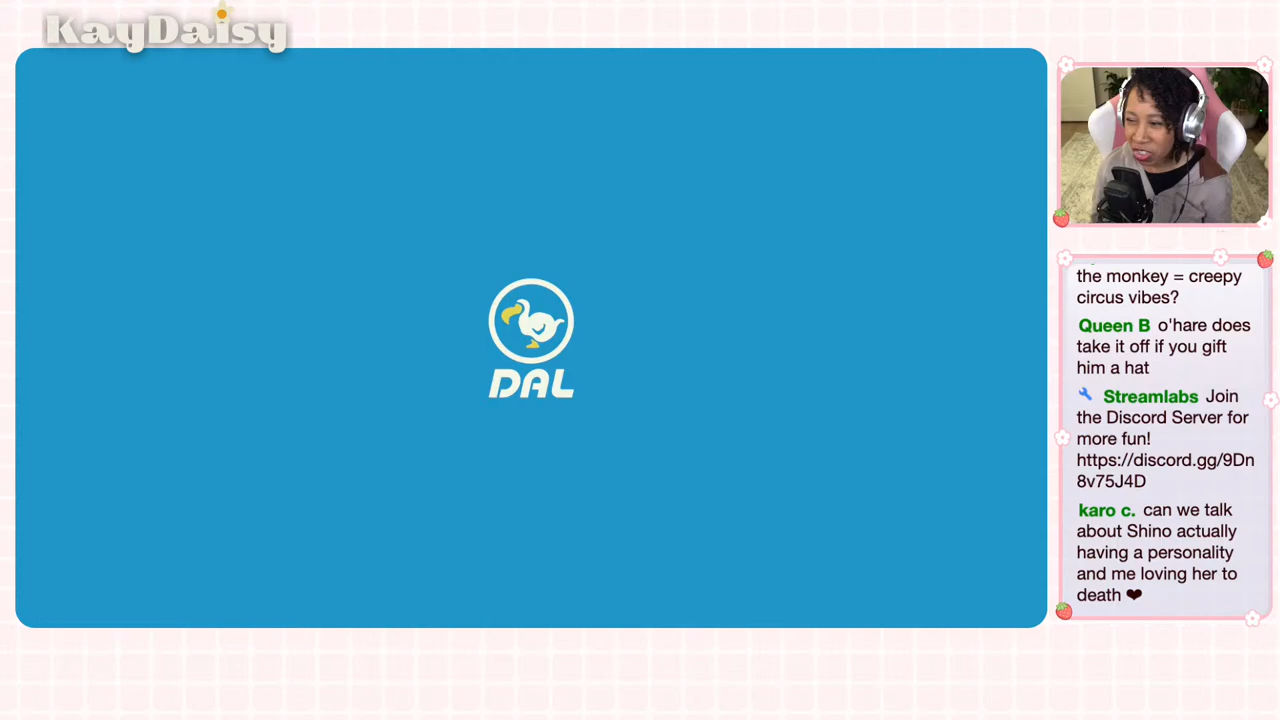 KayDaisy
DAL
the monkey = creepy
circus vibes?
Queen B o'hare does
take it off if you gift
him a hat
Streamlabs Join
the Discord Server for
more fun!
https://discord.gg/9Dn
8v75J4D
karo c. can we talk
about Shino actually
having a personality
and me loving her to
death ❤